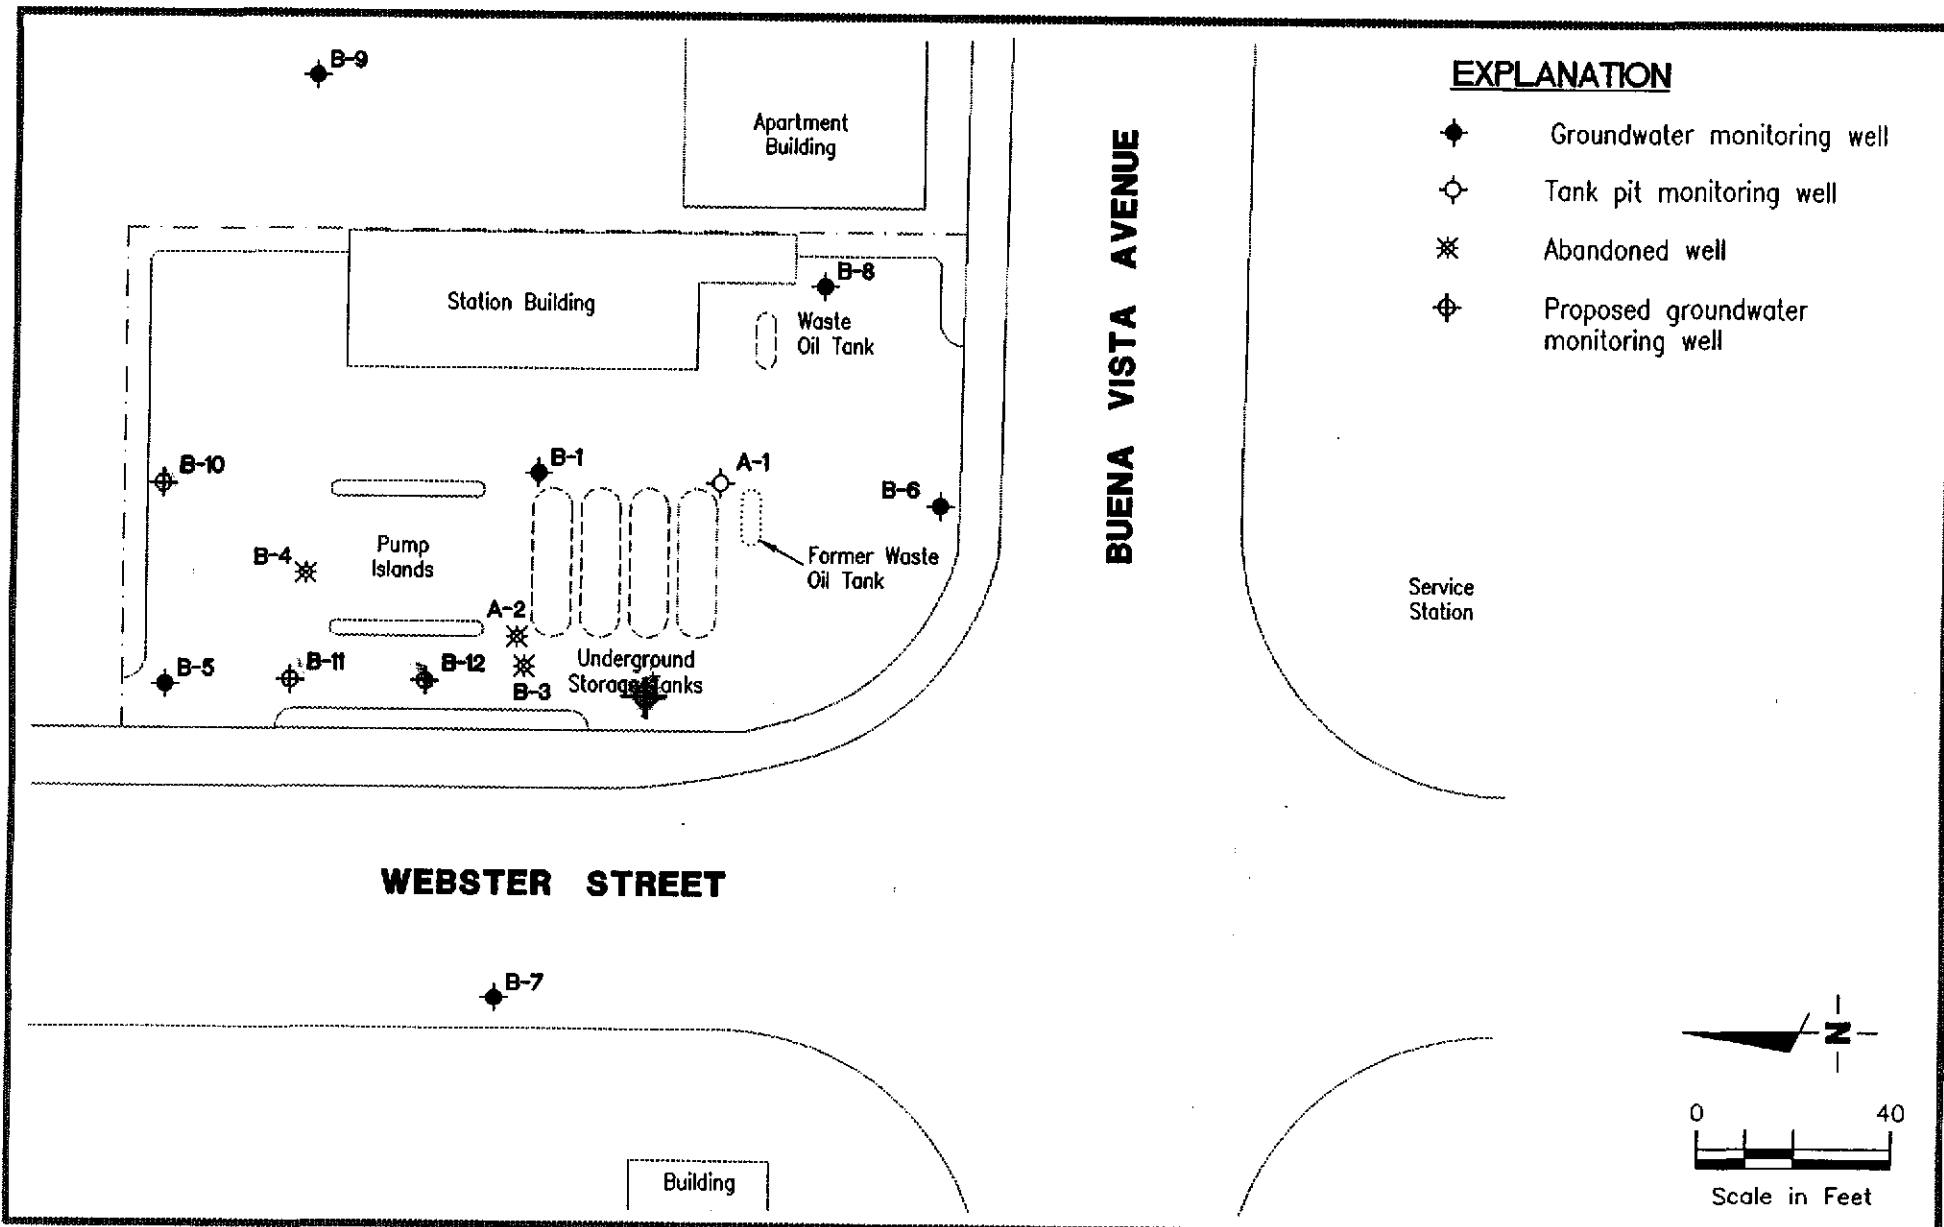 B-9
Apartment
Building
EXPLANATION
Groundwater monitoring well
Tank pit monitoring well
Abandoned well
Proposed groundwater
monitoring well
BUENA VISTA AVENUE
B-8
Station Building
Waste
Oil Tank
B-10
B-1
A-1
B-6
B-4
Pump
Islands
Former Waste
Oil Tank
Service
Station
A-2
B-5
B-11
B-12
B-3
Underground
Storage Tanks
WEBSTER STREET
B-7
N
0 40
Scale in Feet
Building